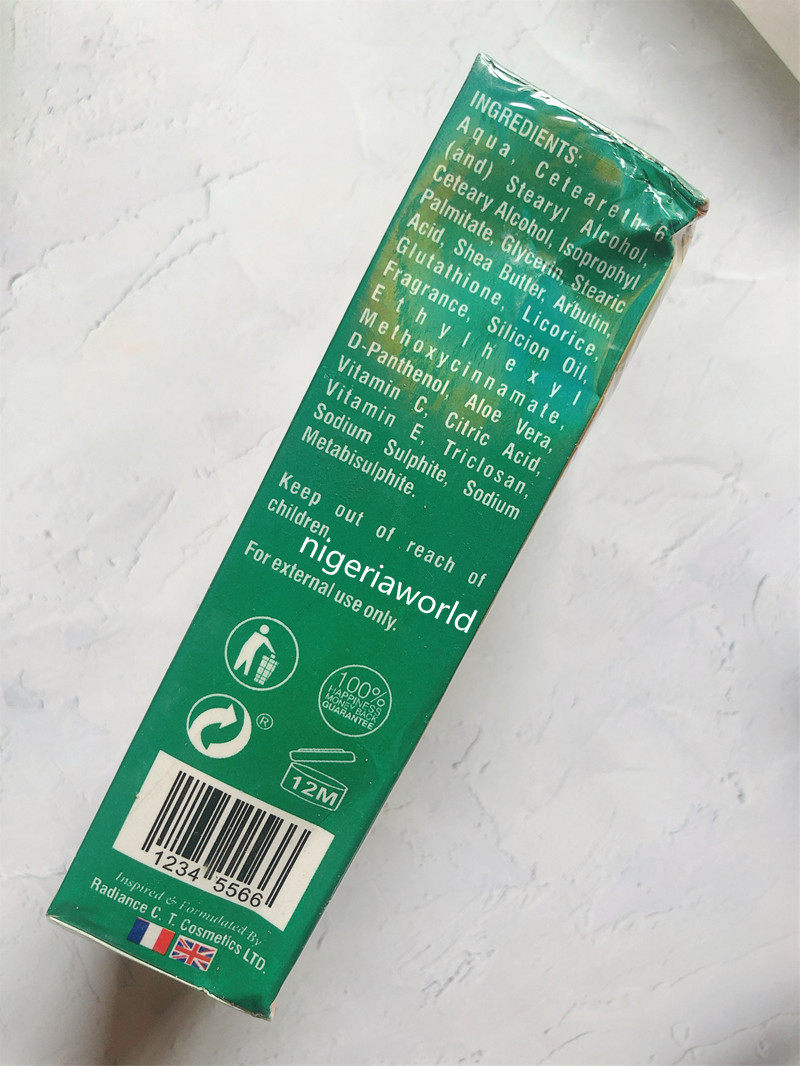 INGREDIENTS:
Aqua, Ceteareth 6
(and) Stearyl Alcohol,
Ceteary Alcohol, Isoprophyl
Palmitate, Glycerin, Stearic
Acid, Shea Butter, Arbutin,
Glutathione, Licorice,
Fragrance, Silicion Oil,
Ethylhexyl
Methoxycinnamate,
D-Panthenol, Aloe Vera,
Vitamin C, Citric Acid,
Vitamin E, Triclosan,
Sodium Sulphite, Sodium
Metabisulphite.
Keep out of reach of
children.
nigeriaworld
For external use only.
100%
HAPPINESS
MONEY BACK
GUARANTEE
®
12M
1234 5566
Inspired & Formulated By
Radiance C. T. Cosmetics LTD.